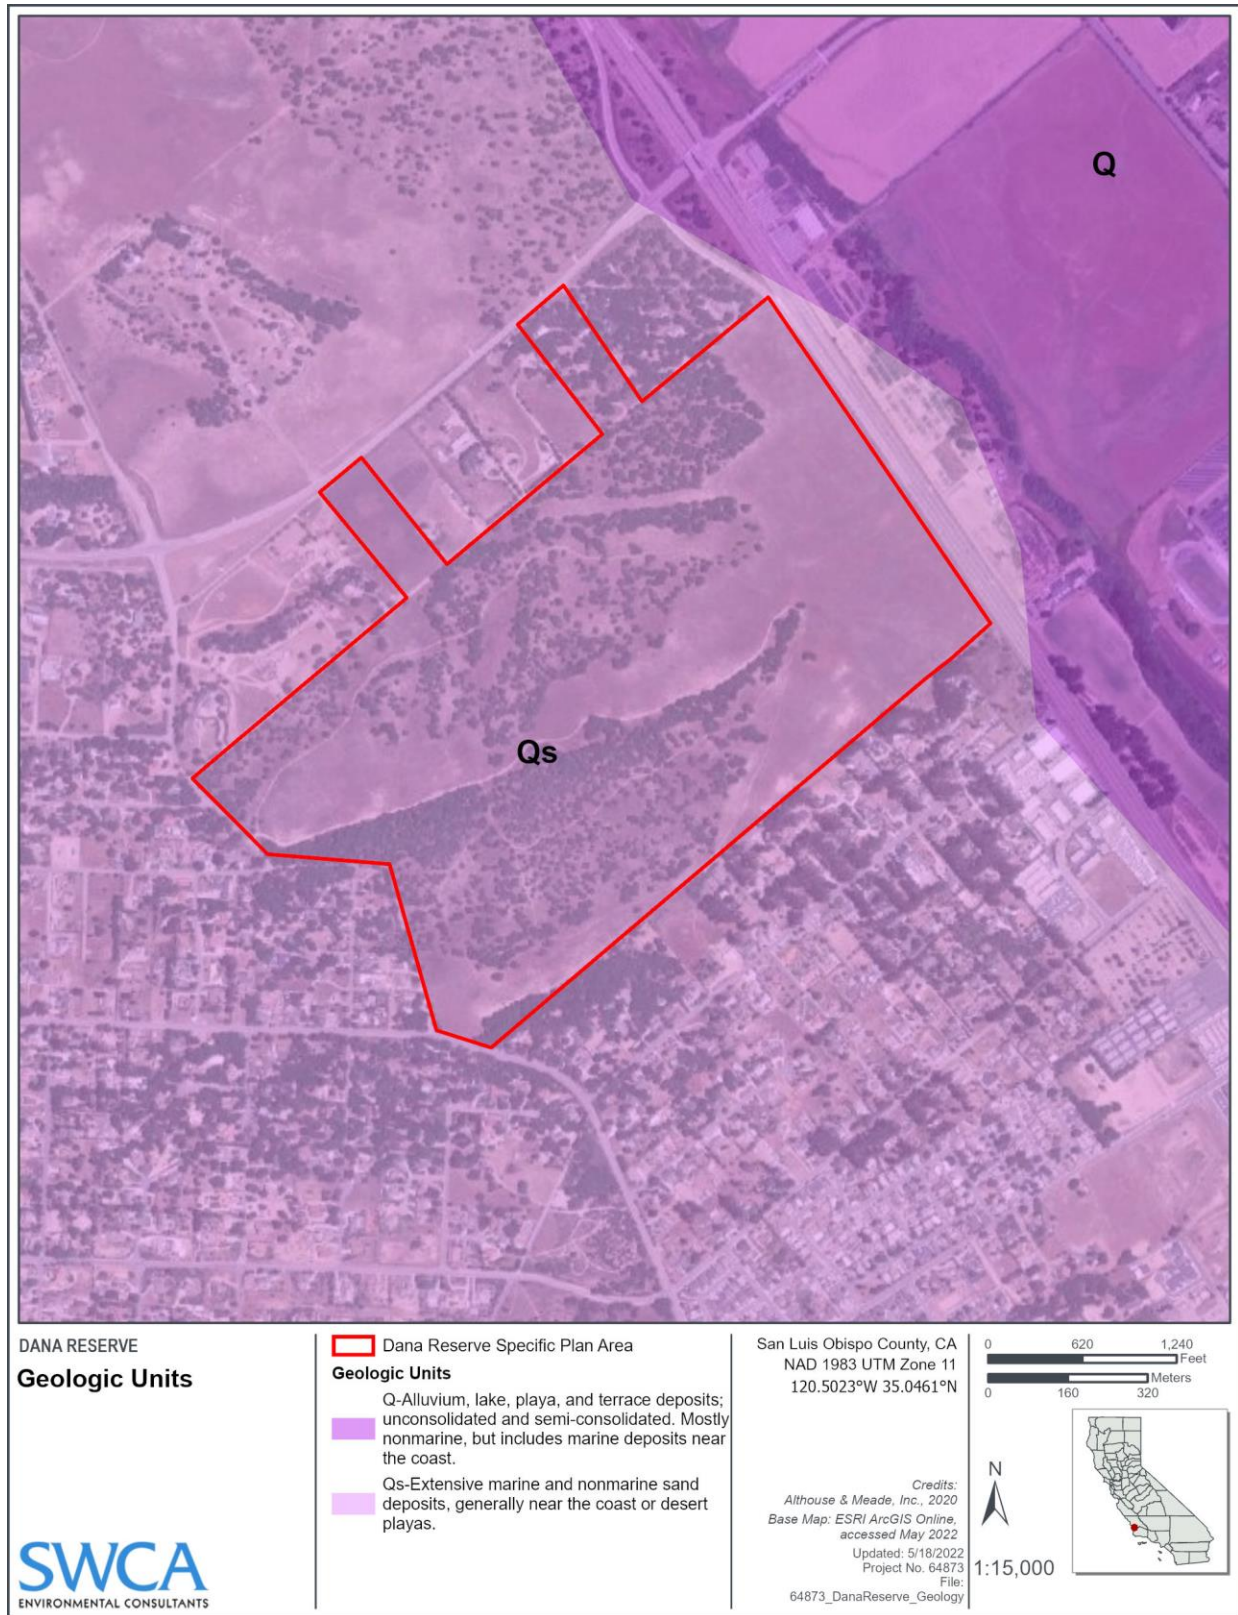 Q
Qs
DANA RESERVE
Geologic Units
SWCA
ENVIRONMENTAL CONSULTANTS
Dana Reserve Specific Plan Area
Geologic Units
Q-Alluvium, lake, playa, and terrace deposits;
unconsolidated and semi-consolidated. Mostly
nonmarine, but includes marine deposits near
the coast.
Qs-Extensive marine and nonmarine sand
deposits, generally near the coast or desert
playas.
San Luis Obispo County, CA
NAD 1983 UTM Zone 11
120.5023°W 35.0461°N
Credits:
Althouse & Meade, Inc., 2020
Base Map: ESRI ArcGIS Online,
accessed May 2022
Updated: 5/18/2022
Project No. 64873
File:
64873_DanaReserve_Geology
0 620 1,240
Feet
Meters
0 160 320
N
1:15,000